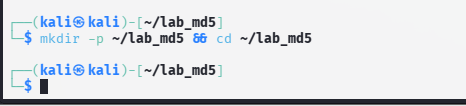 ┌──(kali㉿kali)-[~/lab_md5]
└─$ mkdir -p ~/lab_md5 && cd ~/lab_md5
┌──(kali㉿kali)-[~/lab_md5]
└─$